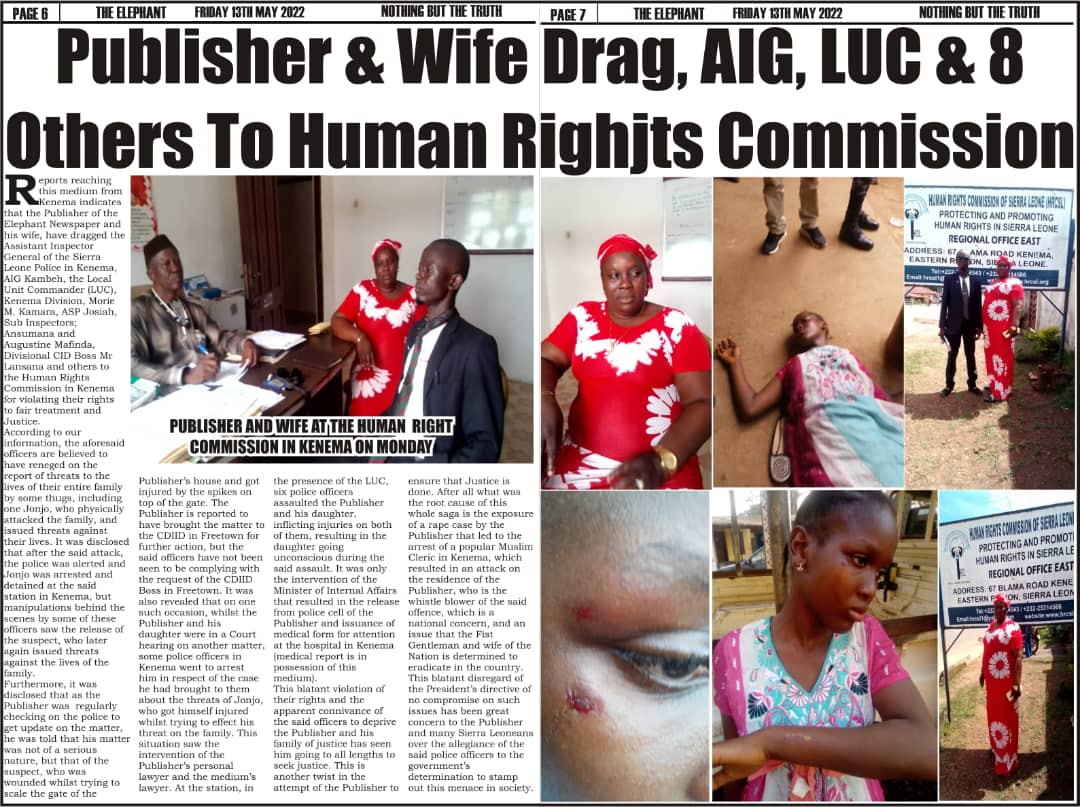 PAGE 6 THE ELEPHANT FRIDAY 13TH MAY 2022 NOTHING BUT THE TRUTH
PAGE 7 THE ELEPHANT FRIDAY 13TH MAY 2022 NOTHING BUT THE TRUTH
Publisher & Wife Drag, AIG, LUC & 8
Others To Human Righjts Commission
Reports reaching
this medium from
Kenema indicates
that the Publisher of the
Elephant Newspaper and
his wife, have dragged the
Assistant Inspector
General of the Sierra
Leone Police in Kenema,
AIG Kambeh, the Local
Unit Commander (LUC),
Kenema Division, Morie
M. Kamara, ASP Josiah,
Sub Inspectors;
Ansumana and
Augustine Mafinda,
Divisional CID Boss Mr
Lansana and others to
the Human Rights
Commission in Kenema
for violating their rights
to fair treatment and
Justice.
According to our
information, the aforesaid
officers are believed to
have reneged on the
report of threats to the
lives of their entire family
by some thugs, including
one Jonjo, who physically
attacked the family, and
issued threats against
their lives. It was disclosed
that after the said attack,
the police was alerted and
Jonjo was arrested and
detained at the said
station in Kenema, but
manipulations behind the
scenes by some of these
officers saw the release of
the suspect, who later
again issued threats
against the lives of the
family.
Furthermore, it was
disclosed that as the
Publisher was regularly
checking on the police to
get update on the matter,
he was told that his matter
was not of a serious
nature, but that of the
suspect, who was
wounded whilst trying to
scale the gate of the
PUBLISHER AND WIFE AT THE HUMAN RIGHT
COMMISSION IN KENEMA ON MONDAY
Publisher's house and got
injured by the spikes on
top of the gate. The
Publisher is reported to
have brought the matter to
the CDIID in Freetown for
further action, but the
said officers have not been
seen to be complying with
the request of the CDIID
Boss in Freetown. It was
also revealed that on one
such occasion, whilst the
Publisher and his
daughter were in a Court
hearing on another matter,
some police officers in
Kenema went to arrest
him in respect of the case
he had brought to them
about the threats of Jonjo,
who got himself injured
whilst trying to effect his
threat on the family. This
situation saw the
intervention of the
Publisher's personal
lawyer and the medium's
lawyer. At the station, in
the presence of the LUC,
six police officers
assaulted the Publisher
and his daughter,
inflicting injuries on both
of them, resulting in the
daughter going
unconscious during the
said assault. It was only
the intervention of the
Minister of Internal Affairs
that resulted in the release
from police cell of the
Publisher and issuance of
medical form for attention
at the hospital in Kenema
(medical report is in
possession of this
medium).
This blatant violation of
their rights and the
apparent connivance of
the said officers to deprive
the Publisher and his
family of justice has seen
him going to all lengths to
seek justice. This is
another twist in the
attempt of the Publisher to
ensure that Justice is
done. After all what was
the root cause of this
whole saga is the exposure
of a rape case by the
Publisher that led to the
arrest of a popular Muslim
Cleric in Kenema, which
resulted in an attack on
the residence of the
Publisher, who is the
whistle blower of the said
offence, which is a
national concern, and an
issue that the Fist
Gentleman and wife of the
Nation is determined to
eradicate in the country.
This blatant disregard of
the President's directive of
no compromise on such
issues has been great
concern to the Publisher
and many Sierra Leoneans
over the allegiance of the
said police officers to the
government's
determination to stamp
out this menace in society.
HUMAN RIGHTS COMMISSION OF SIERRA LEONE (HRCSL)
PROTECTING AND PROMOTING
HUMAN RIGHTS IN SIERRA LEONE
REGIONAL OFFICE EAST
ADDRESS: 67 BLAMA ROAD KENEMA,
EASTERN REGION, SIERRA LEONE.
HUMAN RIGHTS COMMISSION OF SIERRA LEON
PROTECTING AND PROMOTI
HUMAN RIGHTS IN SIERRA LE
REGIONAL OFFICE EAST
ADDRESS: 67 BLAMA ROAD KENE
EASTERN REGION, SIERRA LEON